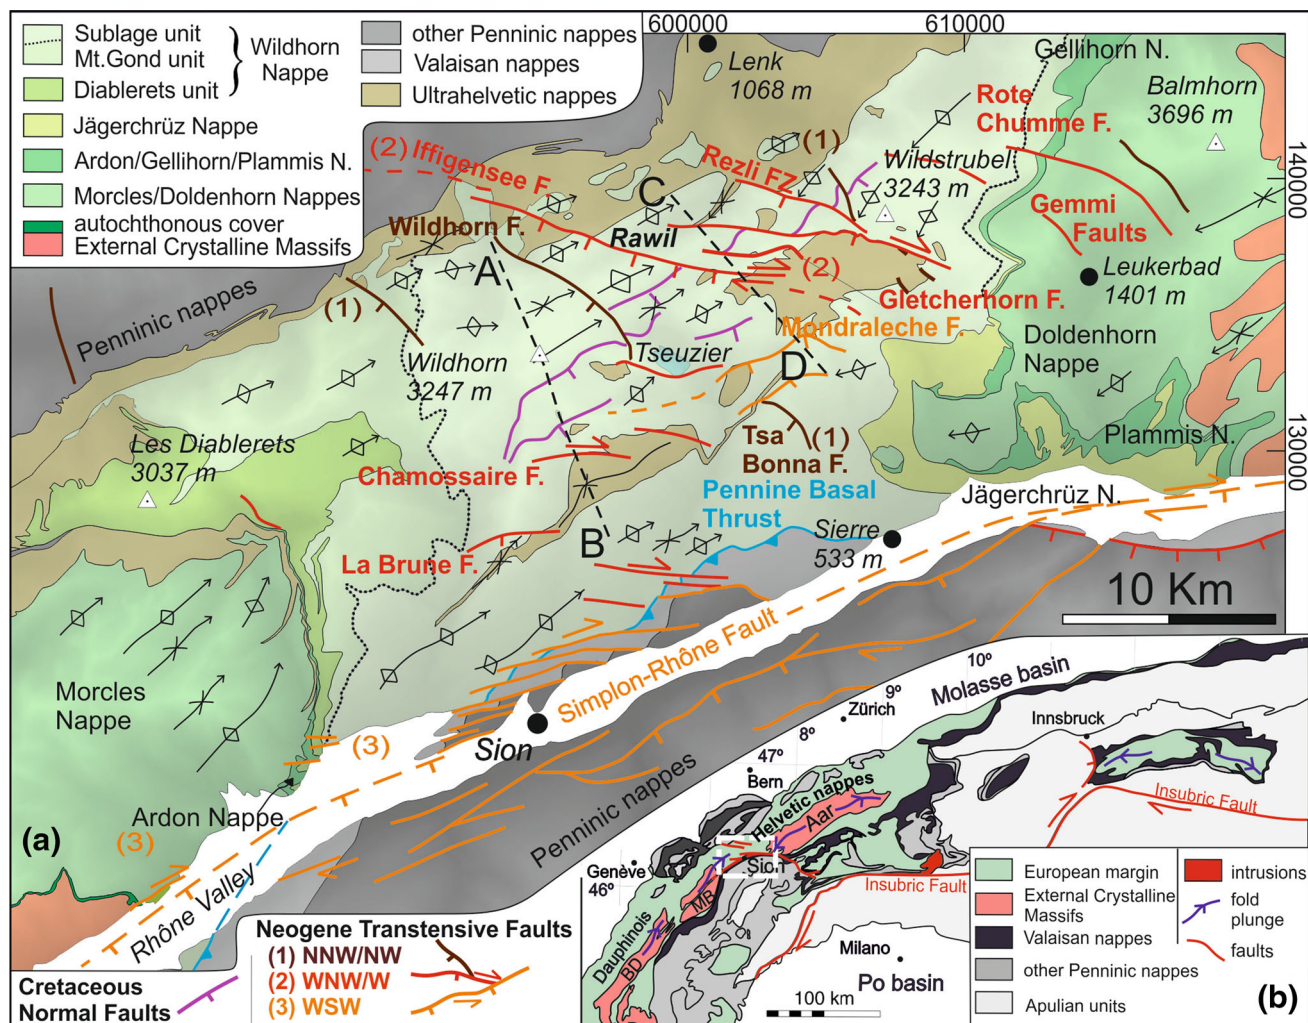 600000
610000
140000
130000
Sublage unit
Mt.Gond unit
Wildhorn
Nappe
Diablerets unit
Jägerchrüz Nappe
Ardon/Gellihorn/Plammis N.
Morcles/Doldenhorn Nappes
autochthonous cover
External Crystalline Massifs
other Penninic nappes
Valaisan nappes
Ultrahelvetic nappes
Lenk
1068 m
Gellihorn N.
Balmhorn
3696 m
Rote
Chumme F.
(2) Iffigensee F
(1)
Rezli FZ
Wildstrubel
3243 m
C
Gemmi
Faults
Wildhorn F.
Rawil
A
(2)
Leukerbad
1401 m
Penninic nappes
(1)
Gletcherhorn F.
Mondraleche F.
Doldenhorn
Nappe
Wildhorn
3247 m
Tseuzier
D
Les Diablerets
3037 m
Tsa
Bonna F.
(1)
Plammis N.
Chamossaire F.
Pennine Basal
Thrust
Jägerchrüz N.
B
Sierre
533 m
La Brune F.
10 Km
Simplon-Rhône Fault
Morcles
Nappe
(3)
Sion
Penninic nappes
Ardon Nappe
(a)
(3)
Rhône Valley
Cretaceous
Normal Faults
Neogene Transtensive Faults
(1) NNW/NW
(2) WNW/W
(3) WSW
10º
Molasse basin
9º
Zürich
8º
Innsbruck
47º
Bern
Helvetic nappes
Aar
Insubric Fault
Genève
46º
Sion
MB
Insubric Fault
Dauphinois
BD
Milano
Po basin
100 km
European margin
External Crystalline
Massifs
Valaisan nappes
other Penninic nappes
Apulian units
intrusions
fold
plunge
faults
(b)